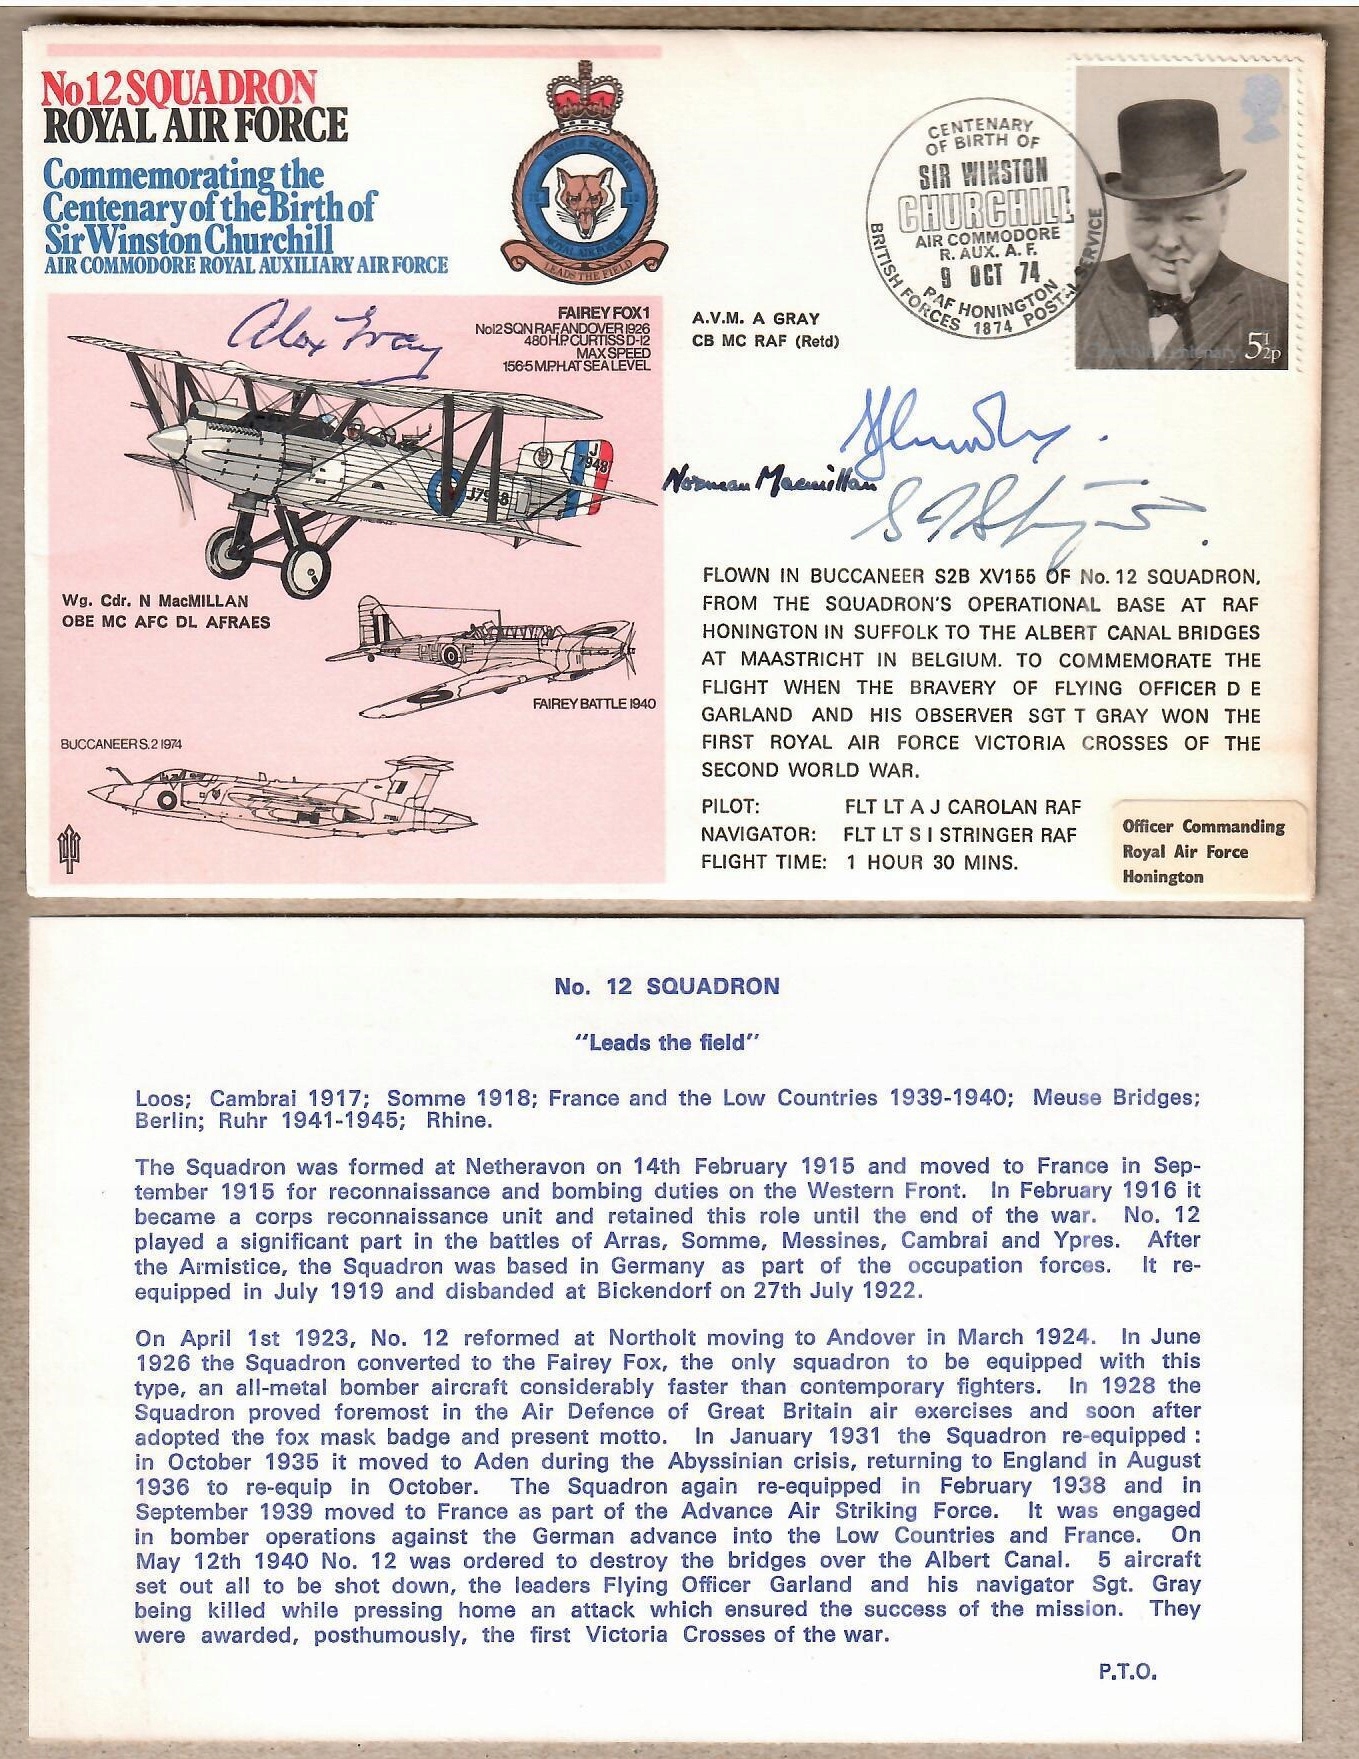 No 12 SQUADRON
ROYAL AIR FORCE
Commemorating the
Centenary of the Birth of
Sir Winston Churchill
AIR COMMODORE ROYAL AUXILIARY AIR FORCE
ROYAL AIR FORCE
LEADS THE FIELD
CENTENARY
OF BIRTH OF
SIR WINSTON
CHURCHILL
AIR COMMODORE
R. AUX. A. F.
9 OCT 74
RAF HONINGTON
BRITISH FORCES 1874 POSTAL SERVICE
5½p
Alex Gray
FAIREY FOX 1
No12 SQN RAF ANDOVER 1926
480 H.P. CURTISS D-12
MAX SPEED
156·5 M.P.H. AT SEA LEVEL
J
7948
J7948
A.V.M. A GRAY
CB MC RAF (Retd)
Norman Macmillan
Wg. Cdr. N MacMILLAN
OBE MC AFC DL AFRAES
FAIREY BATTLE 1940
BUCCANEER S.2 1974
FLOWN IN BUCCANEER S2B XV155 OF No. 12 SQUADRON,
FROM THE SQUADRON'S OPERATIONAL BASE AT RAF
HONINGTON IN SUFFOLK TO THE ALBERT CANAL BRIDGES
AT MAASTRICHT IN BELGIUM. TO COMMEMORATE THE
FLIGHT WHEN THE BRAVERY OF FLYING OFFICER D E
GARLAND AND HIS OBSERVER SGT T GRAY WON THE
FIRST ROYAL AIR FORCE VICTORIA CROSSES OF THE
SECOND WORLD WAR.
PILOT: FLT LT A J CAROLAN RAF
NAVIGATOR: FLT LT S I STRINGER RAF
FLIGHT TIME: 1 HOUR 30 MINS.
Officer Commanding
Royal Air Force
Honington
No. 12 SQUADRON
"Leads the field"
Loos; Cambrai 1917; Somme 1918; France and the Low Countries 1939-1940; Meuse Bridges;
Berlin; Ruhr 1941-1945; Rhine.
The Squadron was formed at Netheravon on 14th February 1915 and moved to France in Sep-
tember 1915 for reconnaissance and bombing duties on the Western Front. In February 1916 it
became a corps reconnaissance unit and retained this role until the end of the war. No. 12
played a significant part in the battles of Arras, Somme, Messines, Cambrai and Ypres. After
the Armistice, the Squadron was based in Germany as part of the occupation forces. It re-
equipped in July 1919 and disbanded at Bickendorf on 27th July 1922.
On April 1st 1923, No. 12 reformed at Northolt moving to Andover in March 1924. In June
1926 the Squadron converted to the Fairey Fox, the only squadron to be equipped with this
type, an all-metal bomber aircraft considerably faster than contemporary fighters. In 1928 the
Squadron proved foremost in the Air Defence of Great Britain air exercises and soon after
adopted the fox mask badge and present motto. In January 1931 the Squadron re-equipped :
in October 1935 it moved to Aden during the Abyssinian crisis, returning to England in August
1936 to re-equip in October. The Squadron again re-equipped in February 1938 and in
September 1939 moved to France as part of the Advance Air Striking Force. It was engaged
in bomber operations against the German advance into the Low Countries and France. On
May 12th 1940 No. 12 was ordered to destroy the bridges over the Albert Canal. 5 aircraft
set out all to be shot down, the leaders Flying Officer Garland and his navigator Sgt. Gray
being killed while pressing home an attack which ensured the success of the mission. They
were awarded, posthumously, the first Victoria Crosses of the war.
P.T.O.